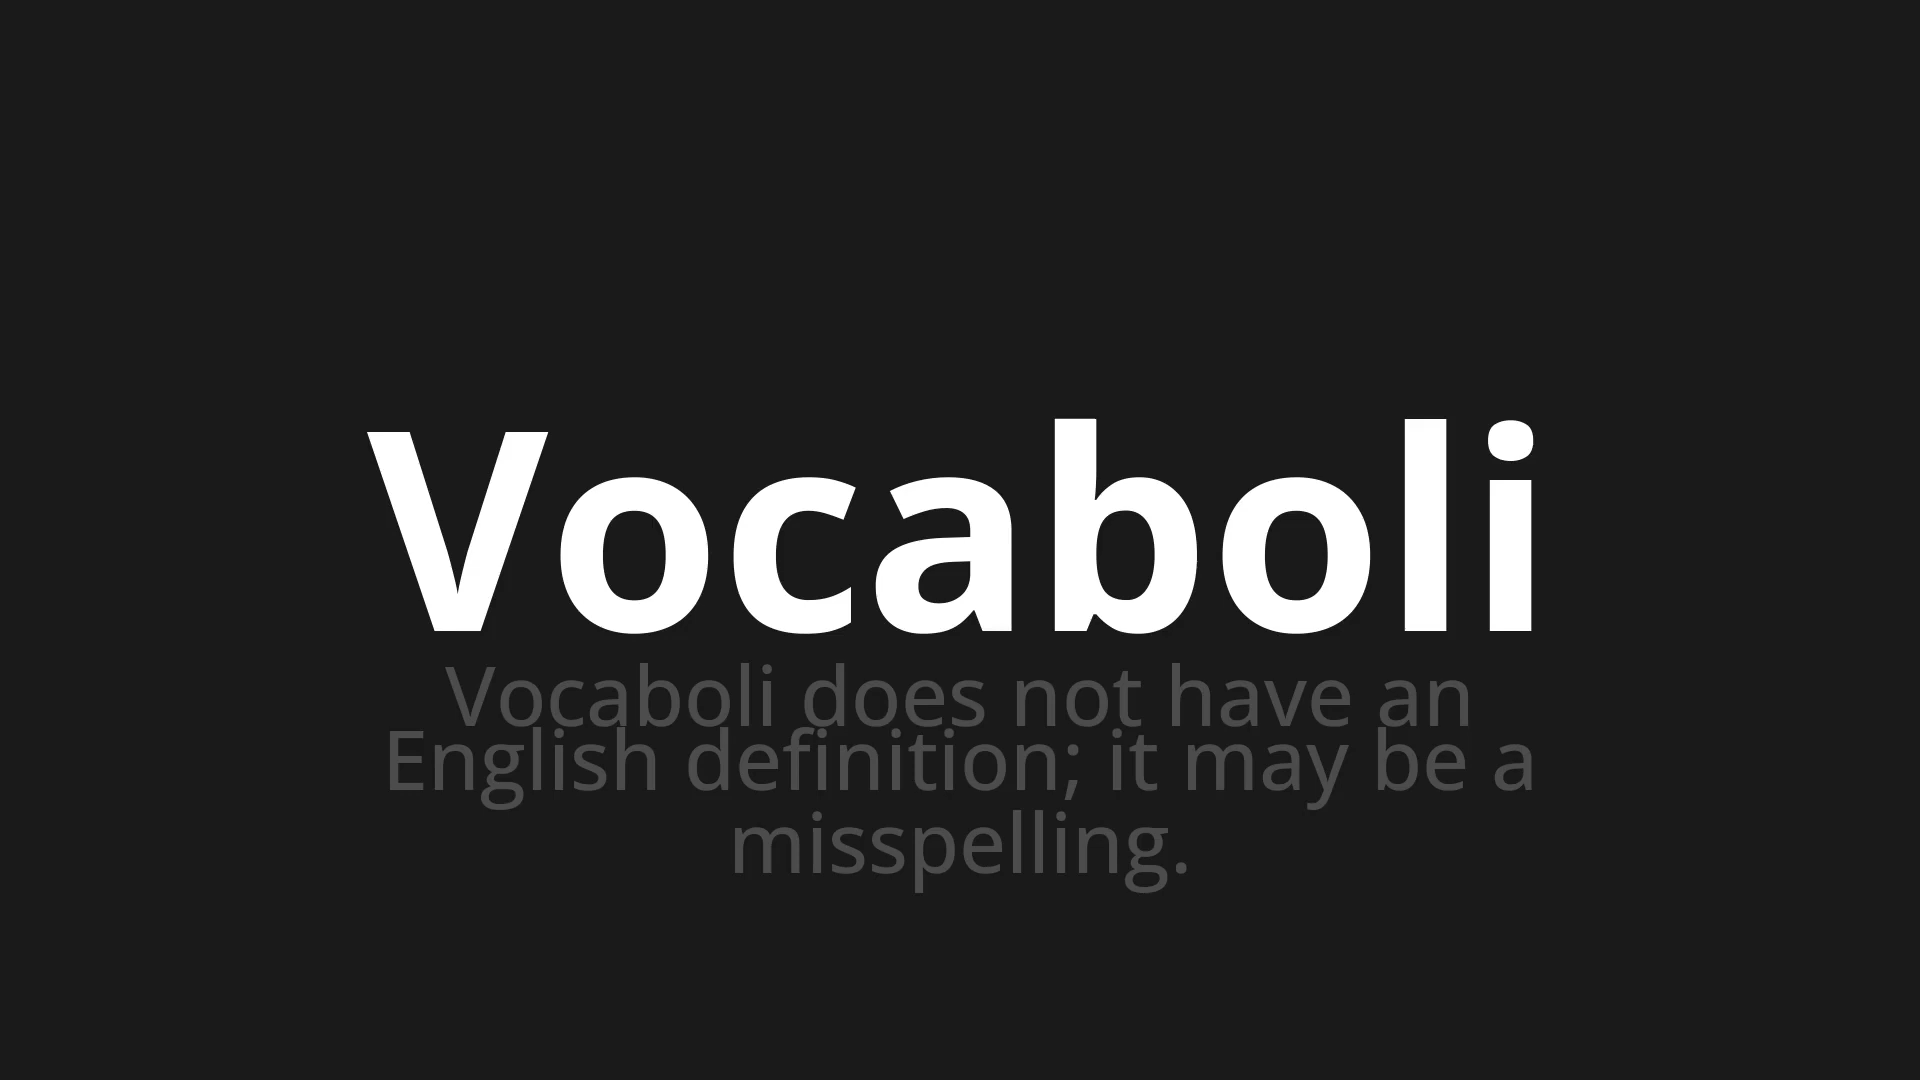 Vocaboli
Vocaboli does not have an
English definition; it may be a
misspelling.